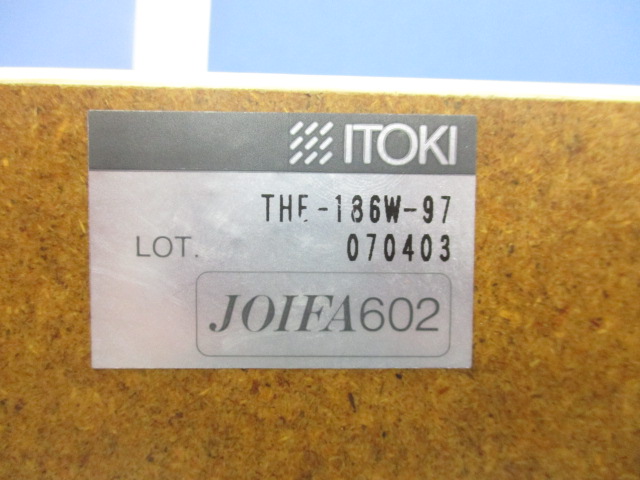 ITOKI
THE-186W-97
LOT. 070403
JOIFA602